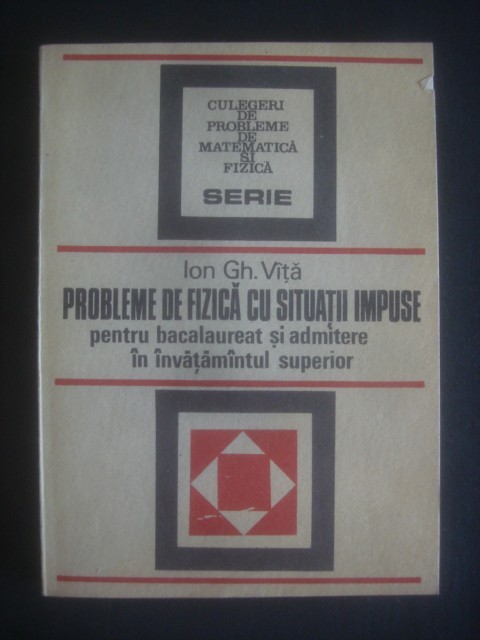 CULEGERI
DE
PROBLEME
DE
MATEMATICĂ
ȘI
FIZICĂ
SERIE
Ion Gh. Vîță
PROBLEME DE FIZICĂ CU SITUAȚII IMPUSE
pentru bacalaureat și admitere
în învățămîntul superior